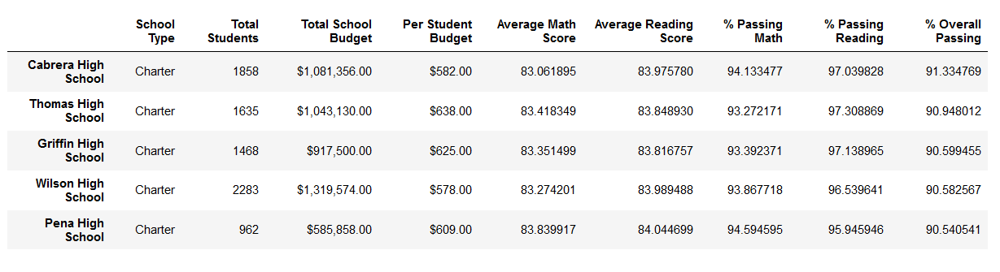 School Type Total Students Total School Budget Per Student Budget Average Math Score Average Reading Score % Passing Math % Passing Reading % Overall Passing
Cabrera High School Charter 1858 $1,081,356.00 $582.00 83.061895 83.975780 94.133477 97.039828 91.334769
Thomas High School Charter 1635 $1,043,130.00 $638.00 83.418349 83.848930 93.272171 97.308869 90.948012
Griffin High School Charter 1468 $917,500.00 $625.00 83.351499 83.816757 93.392371 97.138965 90.599455
Wilson High School Charter 2283 $1,319,574.00 $578.00 83.274201 83.989488 93.867718 96.539641 90.582567
Pena High School Charter 962 $585,858.00 $609.00 83.839917 84.044699 94.594595 95.945946 90.540541